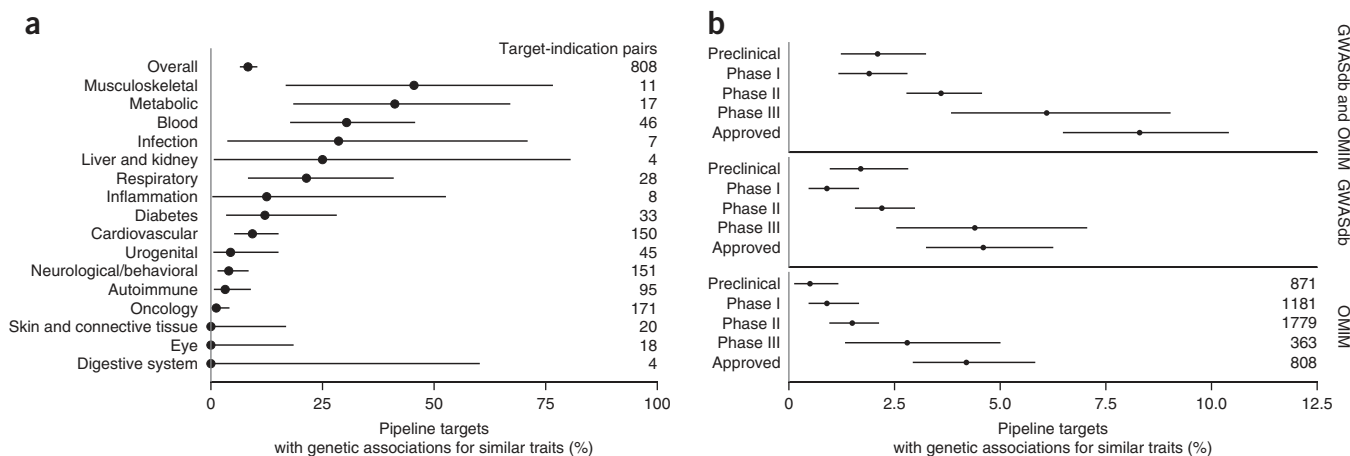 a
Target-indication pairs
Overall 808
Musculoskeletal 11
Metabolic 17
Blood 46
Infection 7
Liver and kidney 4
Respiratory 28
Inflammation 8
Diabetes 33
Cardiovascular 150
Urogenital 45
Neurological/behavioral 151
Autoimmune 95
Oncology 171
Skin and connective tissue 20
Eye 18
Digestive system 4
0 25 50 75 100
Pipeline targets
with genetic associations for similar traits (%)
b
Preclinical
Phase I
Phase II
Phase III
Approved
GWASdb and OMIM
Preclinical
Phase I
Phase II
Phase III
Approved
GWASdb
Preclinical 871
Phase I 1181
Phase II 1779
Phase III 363
Approved 808
OMIM
0 2.5 5.0 7.5 10.0 12.5
Pipeline targets
with genetic associations for similar traits (%)